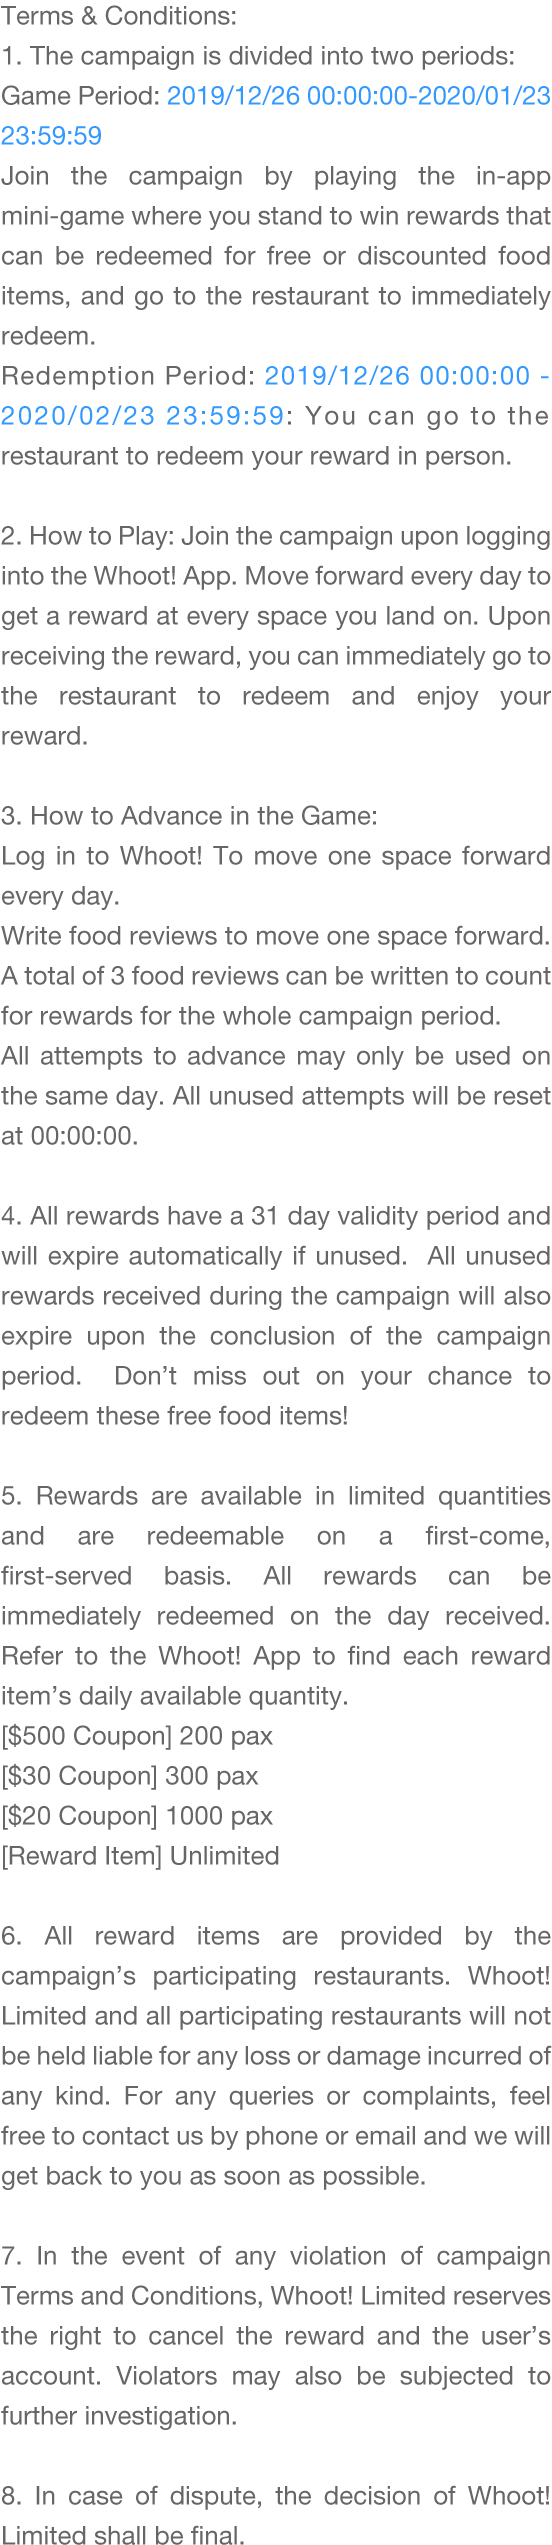 Terms & Conditions:
1. The campaign is divided into two periods:
Game Period: 2019/12/26 00:00:00-2020/01/23
23:59:59
Join the campaign by playing the in-app
mini-game where you stand to win rewards that
can be redeemed for free or discounted food
items, and go to the restaurant to immediately
redeem.
Redemption Period: 2019/12/26 00:00:00 -
2020/02/23 23:59:59: You can go to the
restaurant to redeem your reward in person.
2. How to Play: Join the campaign upon logging
into the Whoot! App. Move forward every day to
get a reward at every space you land on. Upon
receiving the reward, you can immediately go to
the restaurant to redeem and enjoy your
reward.
3. How to Advance in the Game:
Log in to Whoot! To move one space forward
every day.
Write food reviews to move one space forward.
A total of 3 food reviews can be written to count
for rewards for the whole campaign period.
All attempts to advance may only be used on
the same day. All unused attempts will be reset
at 00:00:00.
4. All rewards have a 31 day validity period and
will expire automatically if unused.  All unused
rewards received during the campaign will also
expire upon the conclusion of the campaign
period.  Don’t miss out on your chance to
redeem these free food items!
5. Rewards are available in limited quantities
and are redeemable on a first-come,
first-served basis. All rewards can be
immediately redeemed on the day received.
Refer to the Whoot! App to find each reward
item’s daily available quantity.
[$500 Coupon] 200 pax
[$30 Coupon] 300 pax
[$20 Coupon] 1000 pax
[Reward Item] Unlimited
6. All reward items are provided by the
campaign’s participating restaurants. Whoot!
Limited and all participating restaurants will not
be held liable for any loss or damage incurred of
any kind. For any queries or complaints, feel
free to contact us by phone or email and we will
get back to you as soon as possible.
7. In the event of any violation of campaign
Terms and Conditions, Whoot! Limited reserves
the right to cancel the reward and the user’s
account. Violators may also be subjected to
further investigation.
8. In case of dispute, the decision of Whoot!
Limited shall be final.